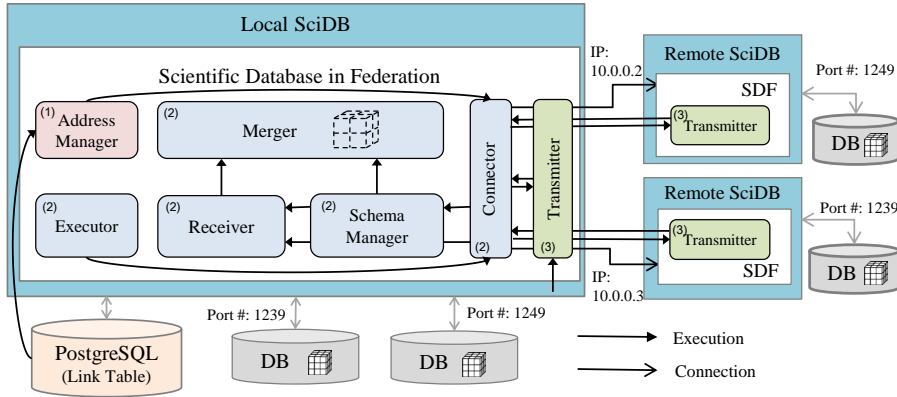 Local SciDB
Scientific Database in Federation
(1)
Address
Manager
(2)
Merger
(2)
Executor
(2)
Receiver
(2)
Schema
Manager
Connector
(2)
Transmitter
(3)
IP:
10.0.0.2
Remote SciDB
SDF
(3)
Transmitter
Port #: 1249
DB
Remote SciDB
(3)
Transmitter
SDF
Port #: 1239
DB
IP:
10.0.0.3
PostgreSQL
(Link Table)
Port #: 1239
DB
Port #: 1249
DB
Execution
Connection